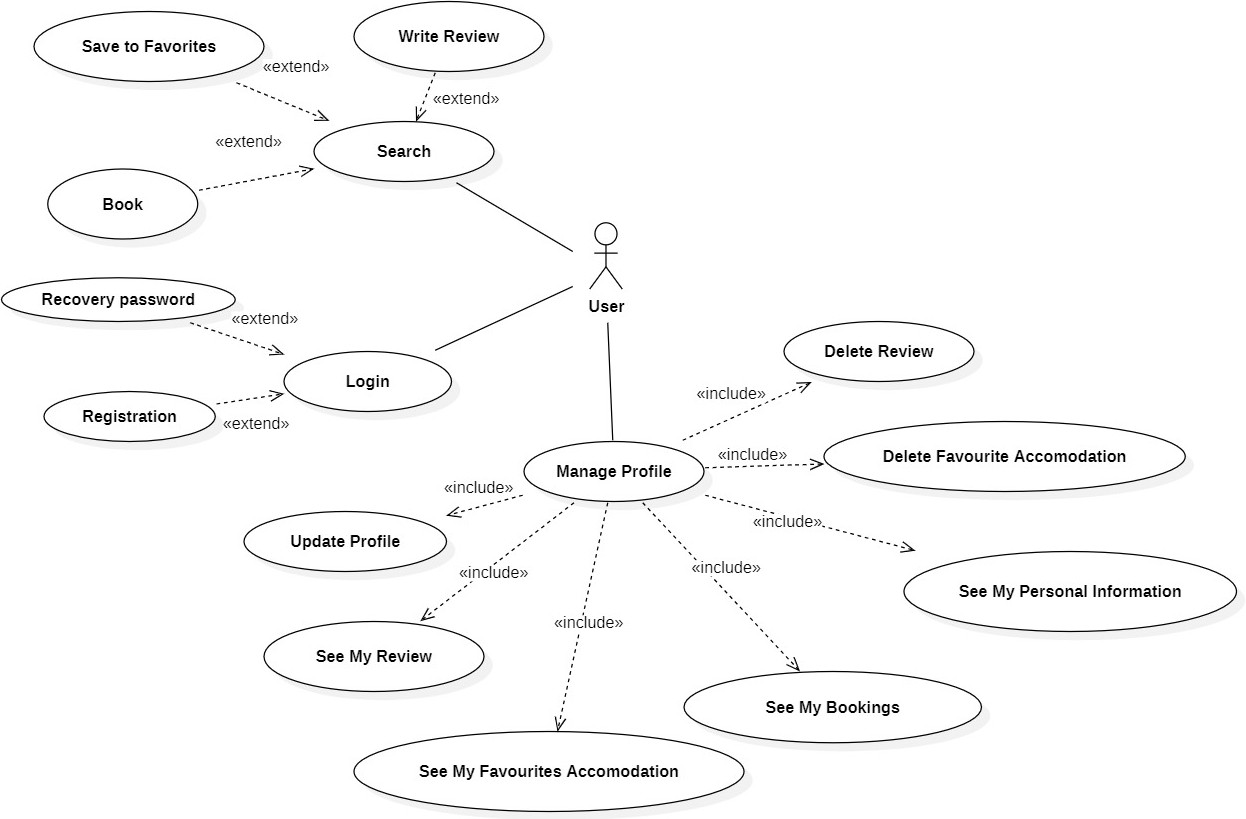 Save to Favorites
Write Review
«extend»
«extend»
«extend»
Search
Book
Recovery password
User
«extend»
Delete Review
Login
«include»
Registration
«extend»
«include»
Delete Favourite Accomodation
Manage Profile
«include»
«include»
Update Profile
«include»
«include»
See My Personal Information
«include»
See My Review
See My Bookings
See My Favourites Accomodation